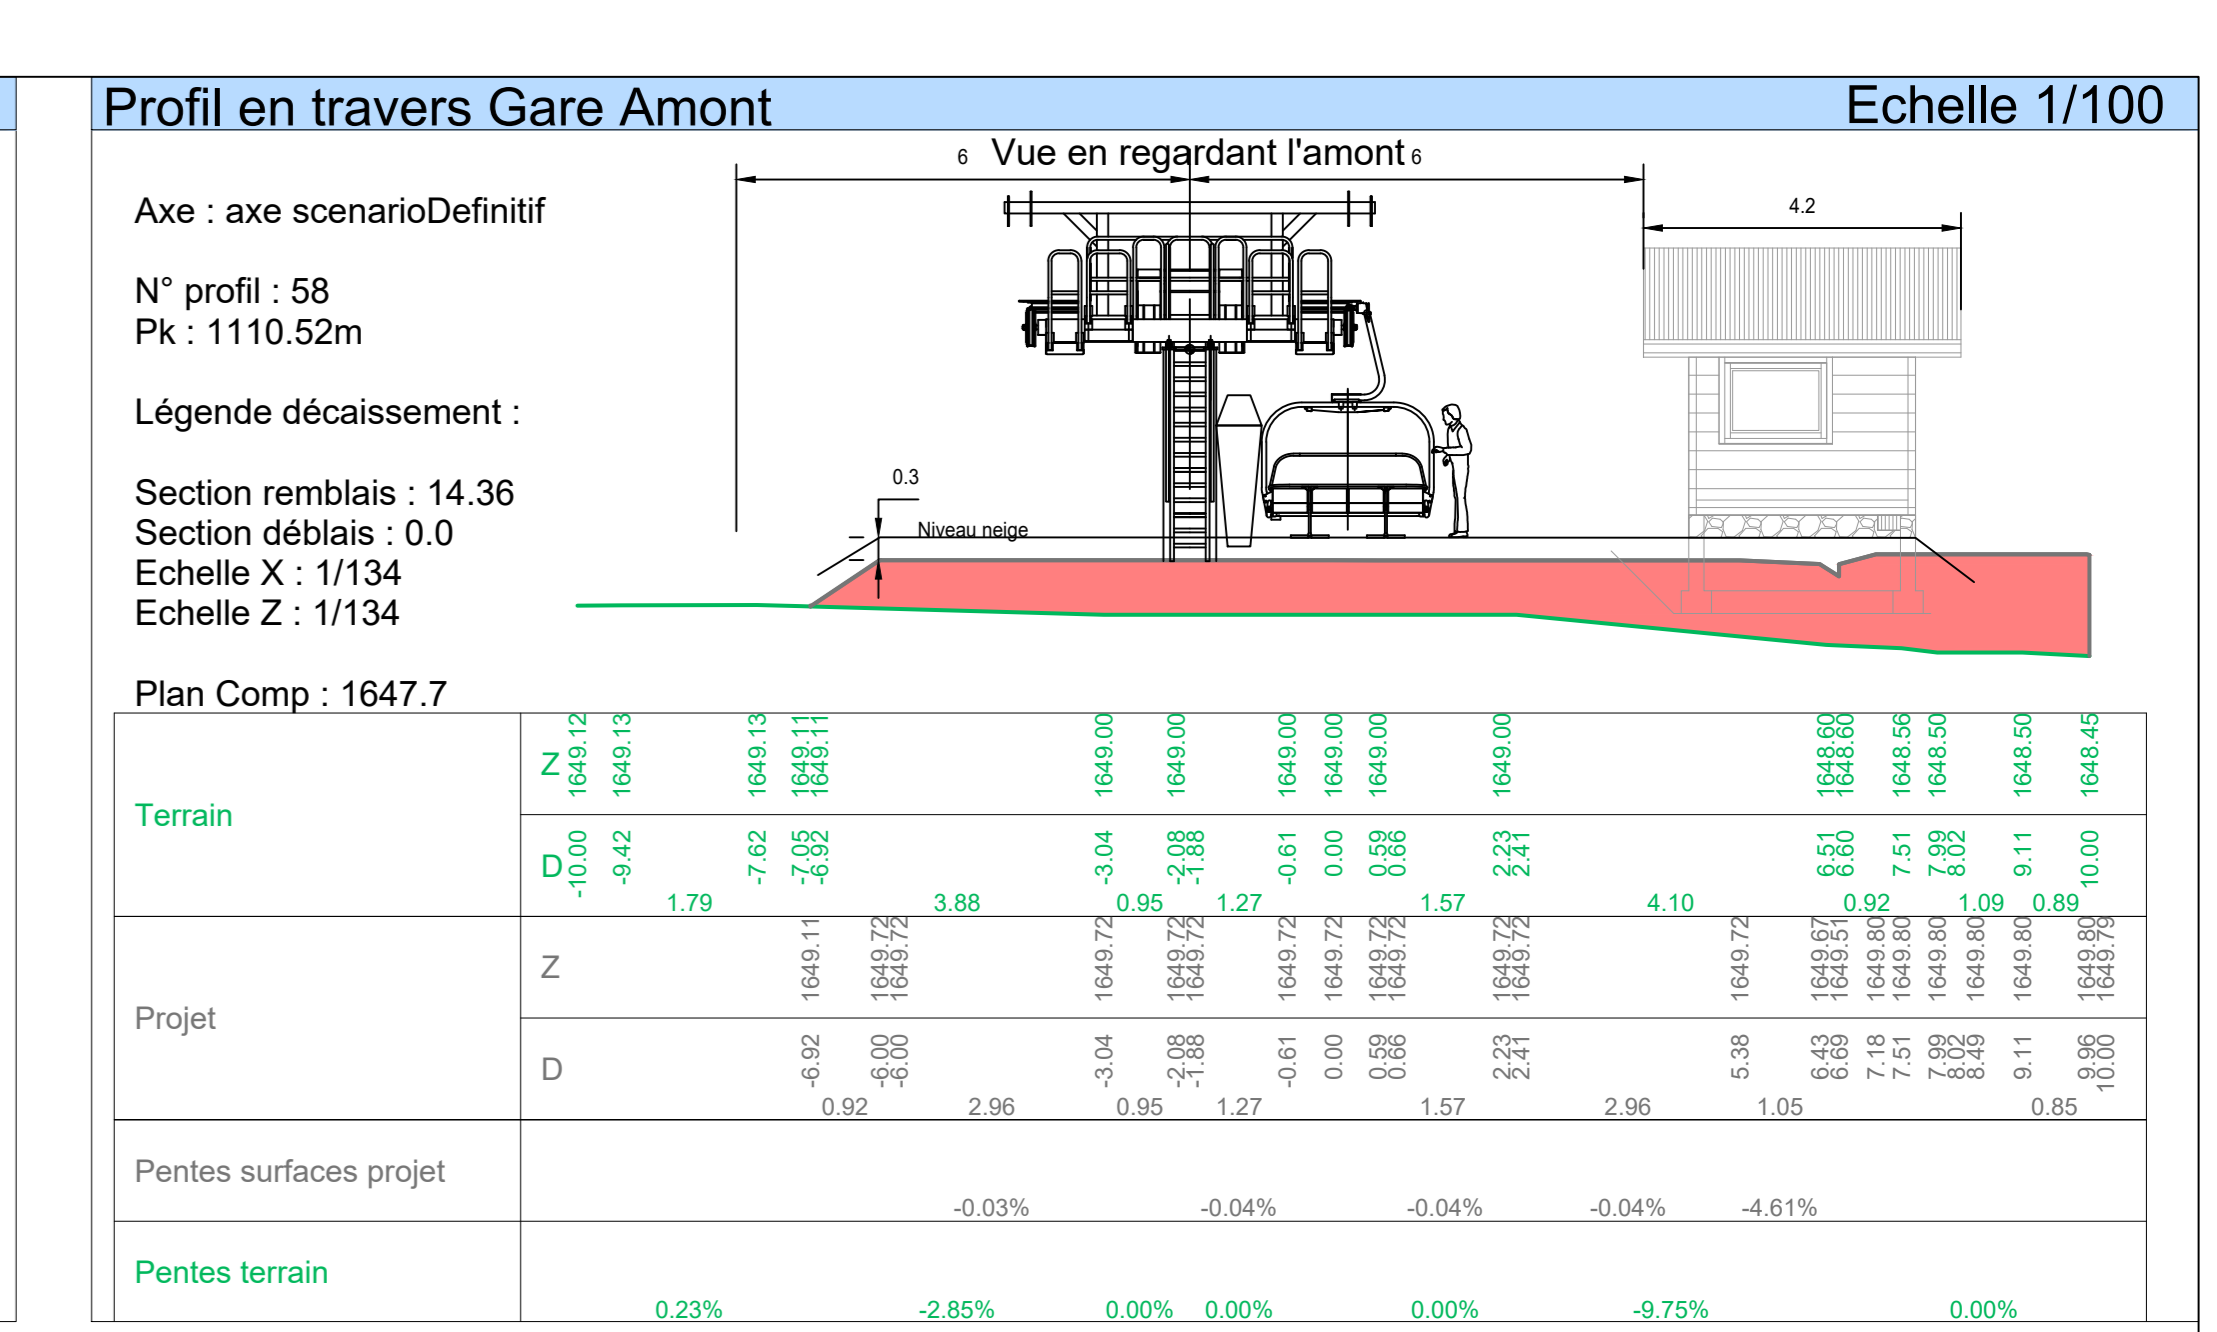 Profil en travers Gare Amont
Echelle 1/100
6 Vue en regardant l'amont 6
Axe : axe scenarioDefinitif
4.2
N° profil : 58
Pk : 1110.52m
Légende décaissement :
0.3
Section remblais : 14.36
Niveau neige
Section déblais : 0.0
Echelle X : 1/134
Echelle Z : 1/134
Plan Comp : 1647.7
Terrain
Z 1649.12 1649.13 1649.13 1649.11 1649.11 1649.00 1649.00 1649.00 1649.00 1649.00 1649.00 1648.60 1648.60 1648.56 1648.50 1648.50 1648.45
D -10.00 -9.42 -7.62 -7.05 -6.92 -3.04 -2.08 -1.88 -0.61 0.00 0.59 0.66 2.23 2.41 6.51 6.60 7.51 7.99 8.02 9.11 10.00
1.79 3.88 0.95 1.27 1.57 4.10 0.92 1.09 0.89
Projet
Z 1649.11 1649.72 1649.72 1649.72 1649.72 1649.72 1649.72 1649.72 1649.72 1649.72 1649.72 1649.72 1649.72 1649.67 1649.51 1649.80 1649.80 1649.80 1649.80 1649.80 1649.80 1649.79
D -6.92 -6.00 -6.00 -3.04 -2.08 -1.88 -0.61 0.00 0.59 0.66 2.23 2.41 5.38 6.43 6.69 7.18 7.51 7.99 8.02 8.49 9.11 9.96 10.00
0.92 2.96 0.95 1.27 1.57 2.96 1.05 0.85
Pentes surfaces projet
-0.03% -0.04% -0.04% -0.04% -4.61%
Pentes terrain
0.23% -2.85% 0.00% 0.00% 0.00% -9.75% 0.00%